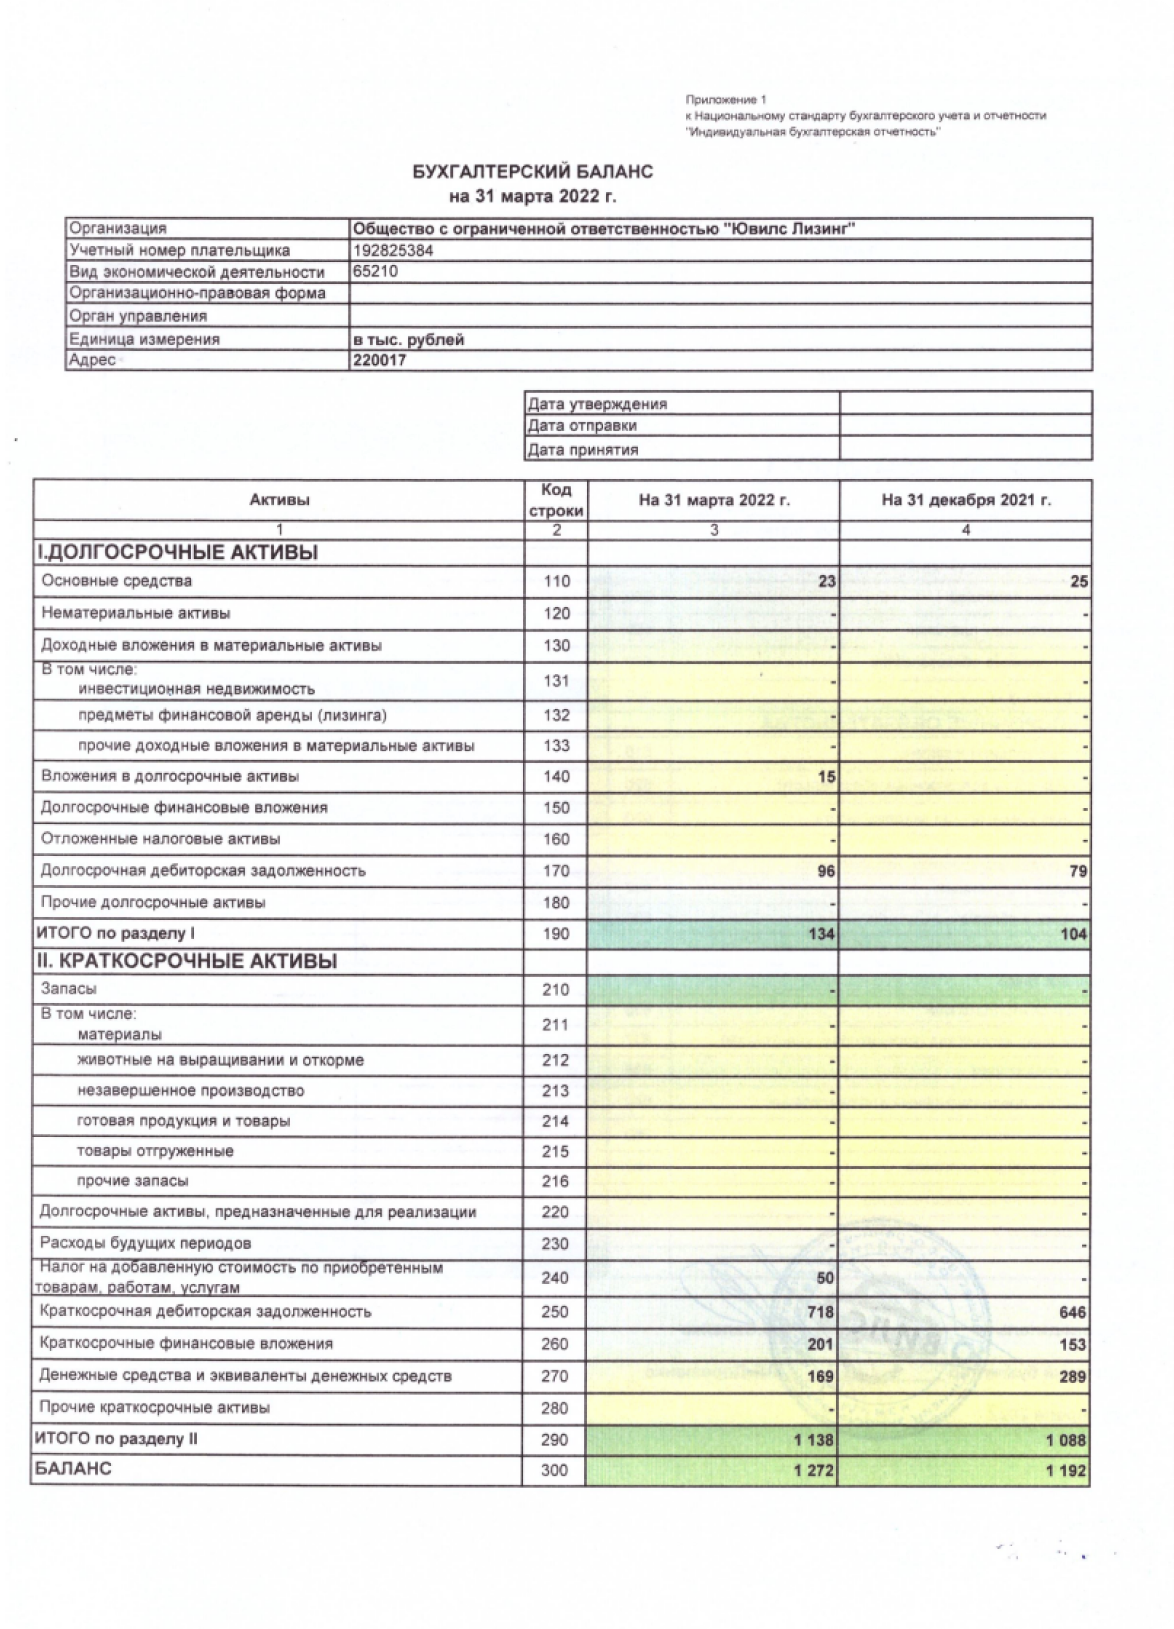 Приложение 1
к Национальному стандарту бухгалтерского учета и отчетности
"Индивидуальная бухгалтерская отчетность"
БУХГАЛТЕРСКИЙ БАЛАНС
на 31 марта 2022 г.
Организация Общество с ограниченной ответственностью "Ювилс Лизинг"
Учетный номер плательщика 192825384
Вид экономической деятельности 65210
Организационно-правовая форма
Орган управления
Единица измерения в тыс. рублей
Адрес 220017
Дата утверждения
Дата отправки
Дата принятия
Активы Код строки На 31 марта 2022 г. На 31 декабря 2021 г.
1 2 3 4
I.ДОЛГОСРОЧНЫЕ АКТИВЫ
Основные средства 110 23 25
Нематериальные активы 120 - -
Доходные вложения в материальные активы 130 - -
В том числе:
инвестиционная недвижимость 131 - -
предметы финансовой аренды (лизинга) 132 - -
прочие доходные вложения в материальные активы 133 - -
Вложения в долгосрочные активы 140 15 -
Долгосрочные финансовые вложения 150 - -
Отложенные налоговые активы 160 - -
Долгосрочная дебиторская задолженность 170 96 79
Прочие долгосрочные активы 180 - -
ИТОГО по разделу I 190 134 104
II. КРАТКОСРОЧНЫЕ АКТИВЫ
Запасы 210 - -
В том числе:
материалы 211 - -
животные на выращивании и откорме 212 - -
незавершенное производство 213 - -
готовая продукция и товары 214 - -
товары отгруженные 215 - -
прочие запасы 216 - -
Долгосрочные активы, предназначенные для реализации 220 - -
Расходы будущих периодов 230 - -
Налог на добавленную стоимость по приобретенным
товарам, работам, услугам 240 50 -
Краткосрочная дебиторская задолженность 250 718 646
Краткосрочные финансовые вложения 260 201 153
Денежные средства и эквиваленты денежных средств 270 169 289
Прочие краткосрочные активы 280 - -
ИТОГО по разделу II 290 1 138 1 088
БАЛАНС 300 1 272 1 192